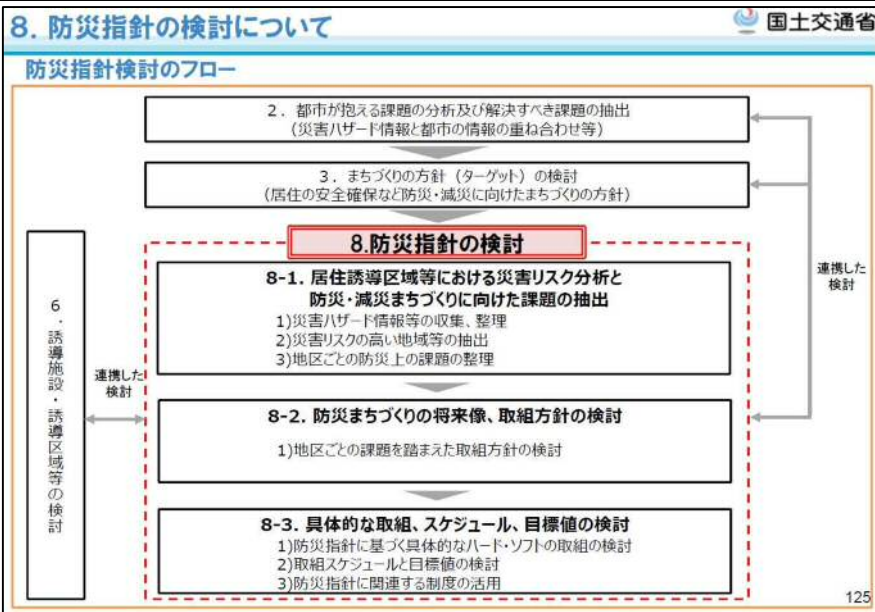 8. 防災指針の検討について
国土交通省
防災指針検討のフロー
2．都市が抱える課題の分析及び解決すべき課題の抽出
(災害ハザード情報と都市の情報の重ね合わせ等)
3．まちづくりの方針（ターゲット）の検討
(居住の安全確保など防災・減災に向けたまちづくりの方針)
8.防災指針の検討
8-1. 居住誘導区域等における災害リスク分析と
防災・減災まちづくりに向けた課題の抽出
1)災害ハザード情報等の収集、整理
2)災害リスクの高い地域等の抽出
3)地区ごとの防災上の課題の整理
連携した
検討
6．誘導施設・誘導区域等の検討
連携した
検討
8-2. 防災まちづくりの将来像、取組方針の検討
1)地区ごとの課題を踏まえた取組方針の検討
8-3. 具体的な取組、スケジュール、目標値の検討
1)防災指針に基づく具体的なハード・ソフトの取組の検討
2)取組スケジュールと目標値の検討
3)防災指針に関連する制度の活用
125